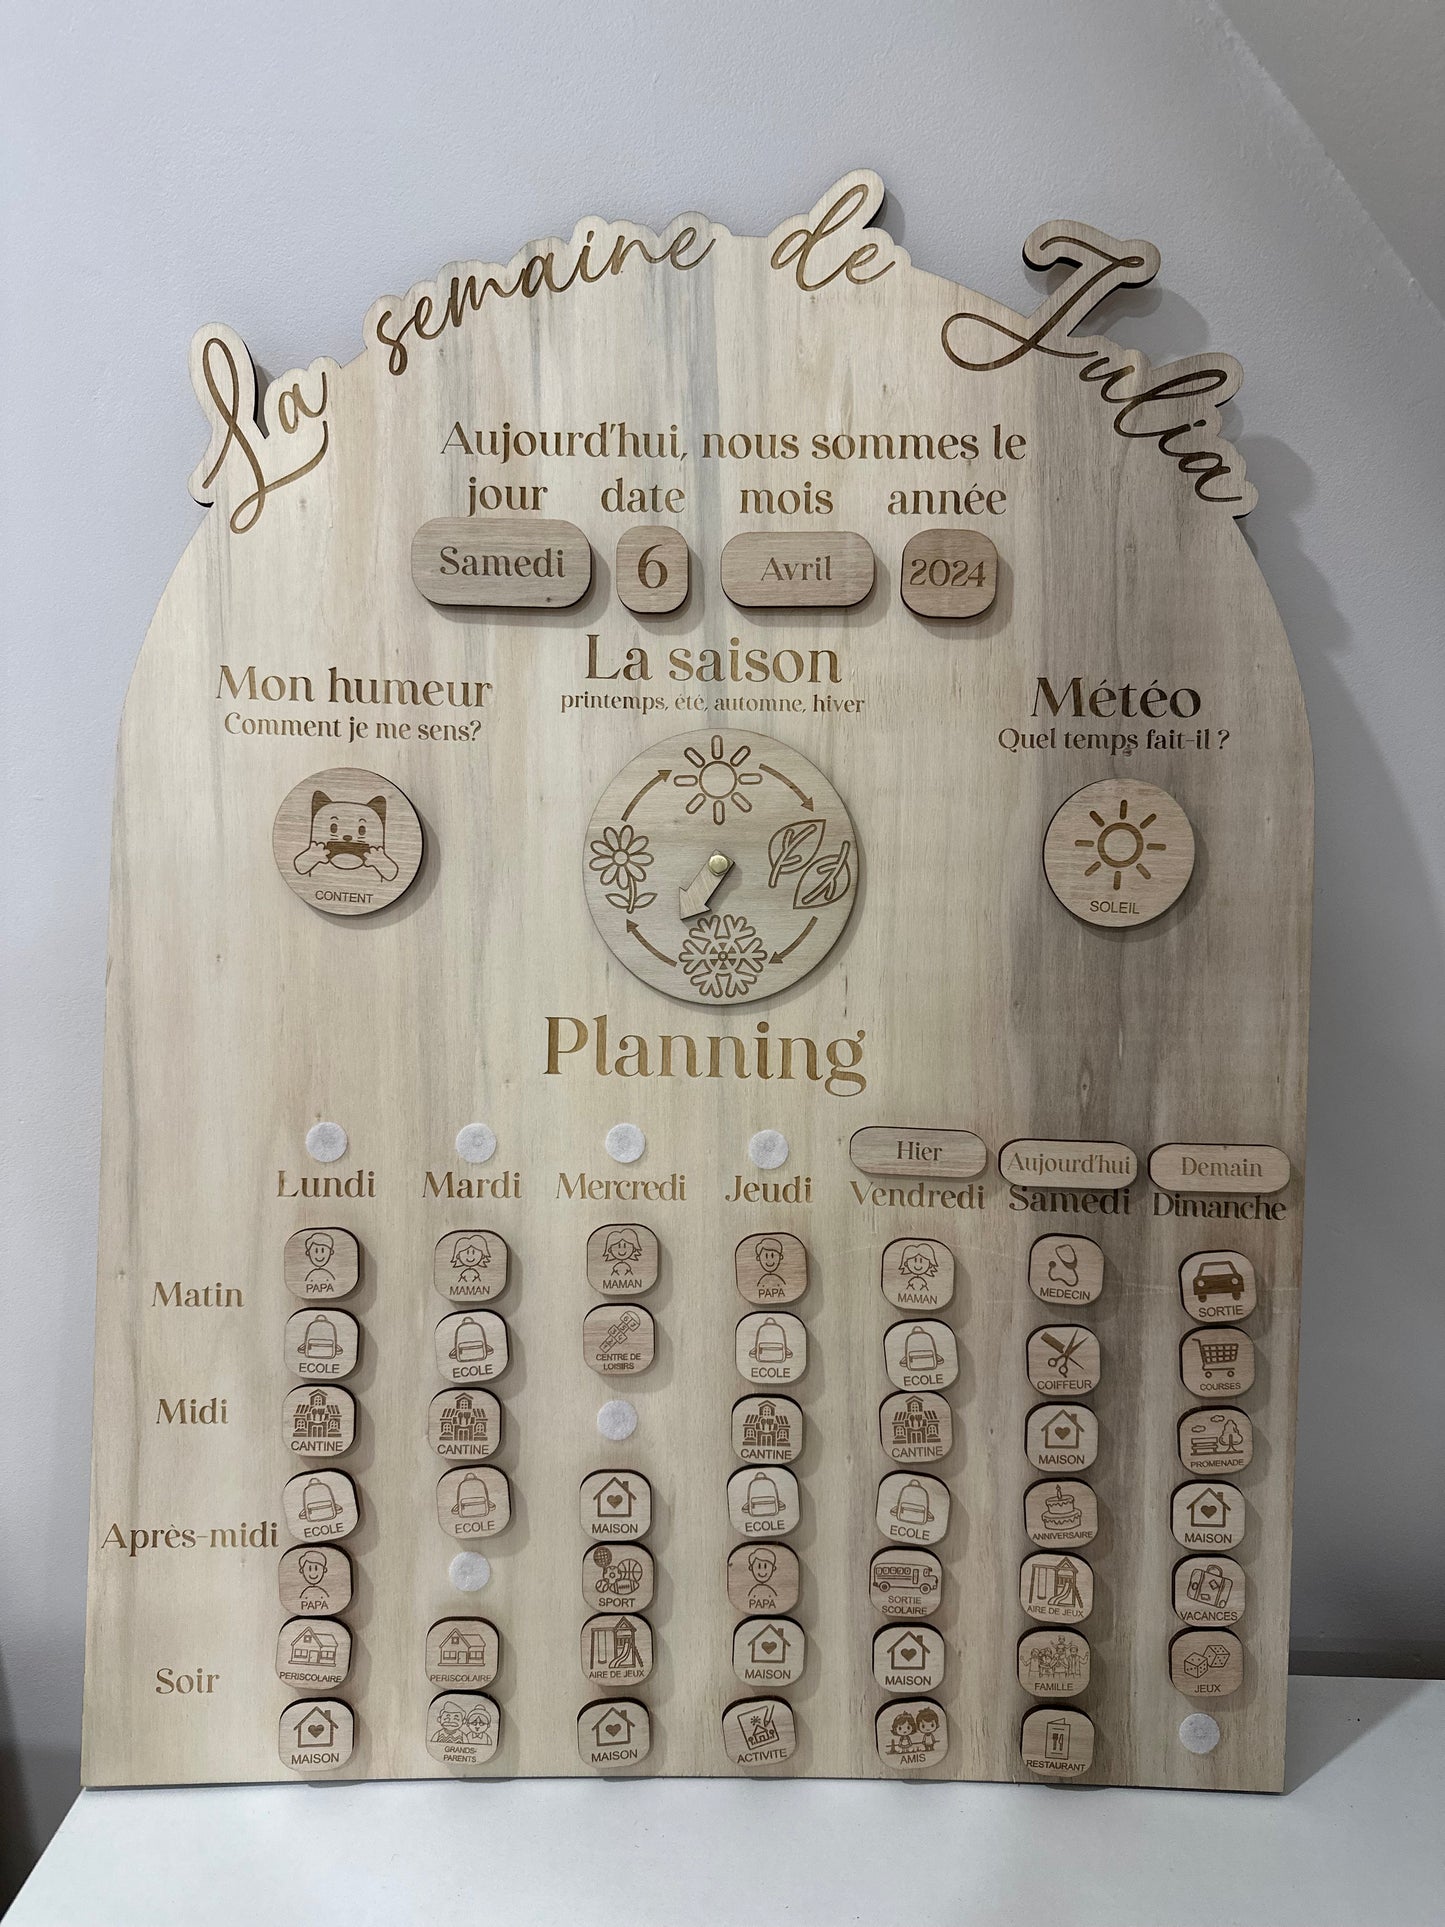 La semaine de Julia
Aujourd'hui, nous sommes le
jour date mois année
Samedi 6 Avril 2024
La saison
printemps, été, automne, hiver
Mon humeur
Comment je me sens?
Météo
Quel temps fait-il ?
CONTENT
SOLEIL
Planning
Hier Aujourd'hui Demain
Lundi Mardi Mercredi Jeudi Vendredi Samedi Dimanche
Matin
PAPA MAMAN MAMAN PAPA MAMAN MEDECIN SORTIE
ECOLE ECOLE CENTRE DE LOISIRS ECOLE ECOLE COIFFEUR COURSES
Midi
CANTINE CANTINE CANTINE CANTINE MAISON PROMENADE
Après-midi
ECOLE ECOLE MAISON ECOLE ECOLE ANNIVERSAIRE MAISON
PAPA SPORT PAPA SORTIE SCOLAIRE AIRE DE JEUX VACANCES
Soir
PERISCOLAIRE PERISCOLAIRE AIRE DE JEUX MAISON MAISON FAMILLE JEUX
MAISON GRANDS-PARENTS MAISON ACTIVITE AMIS RESTAURANT